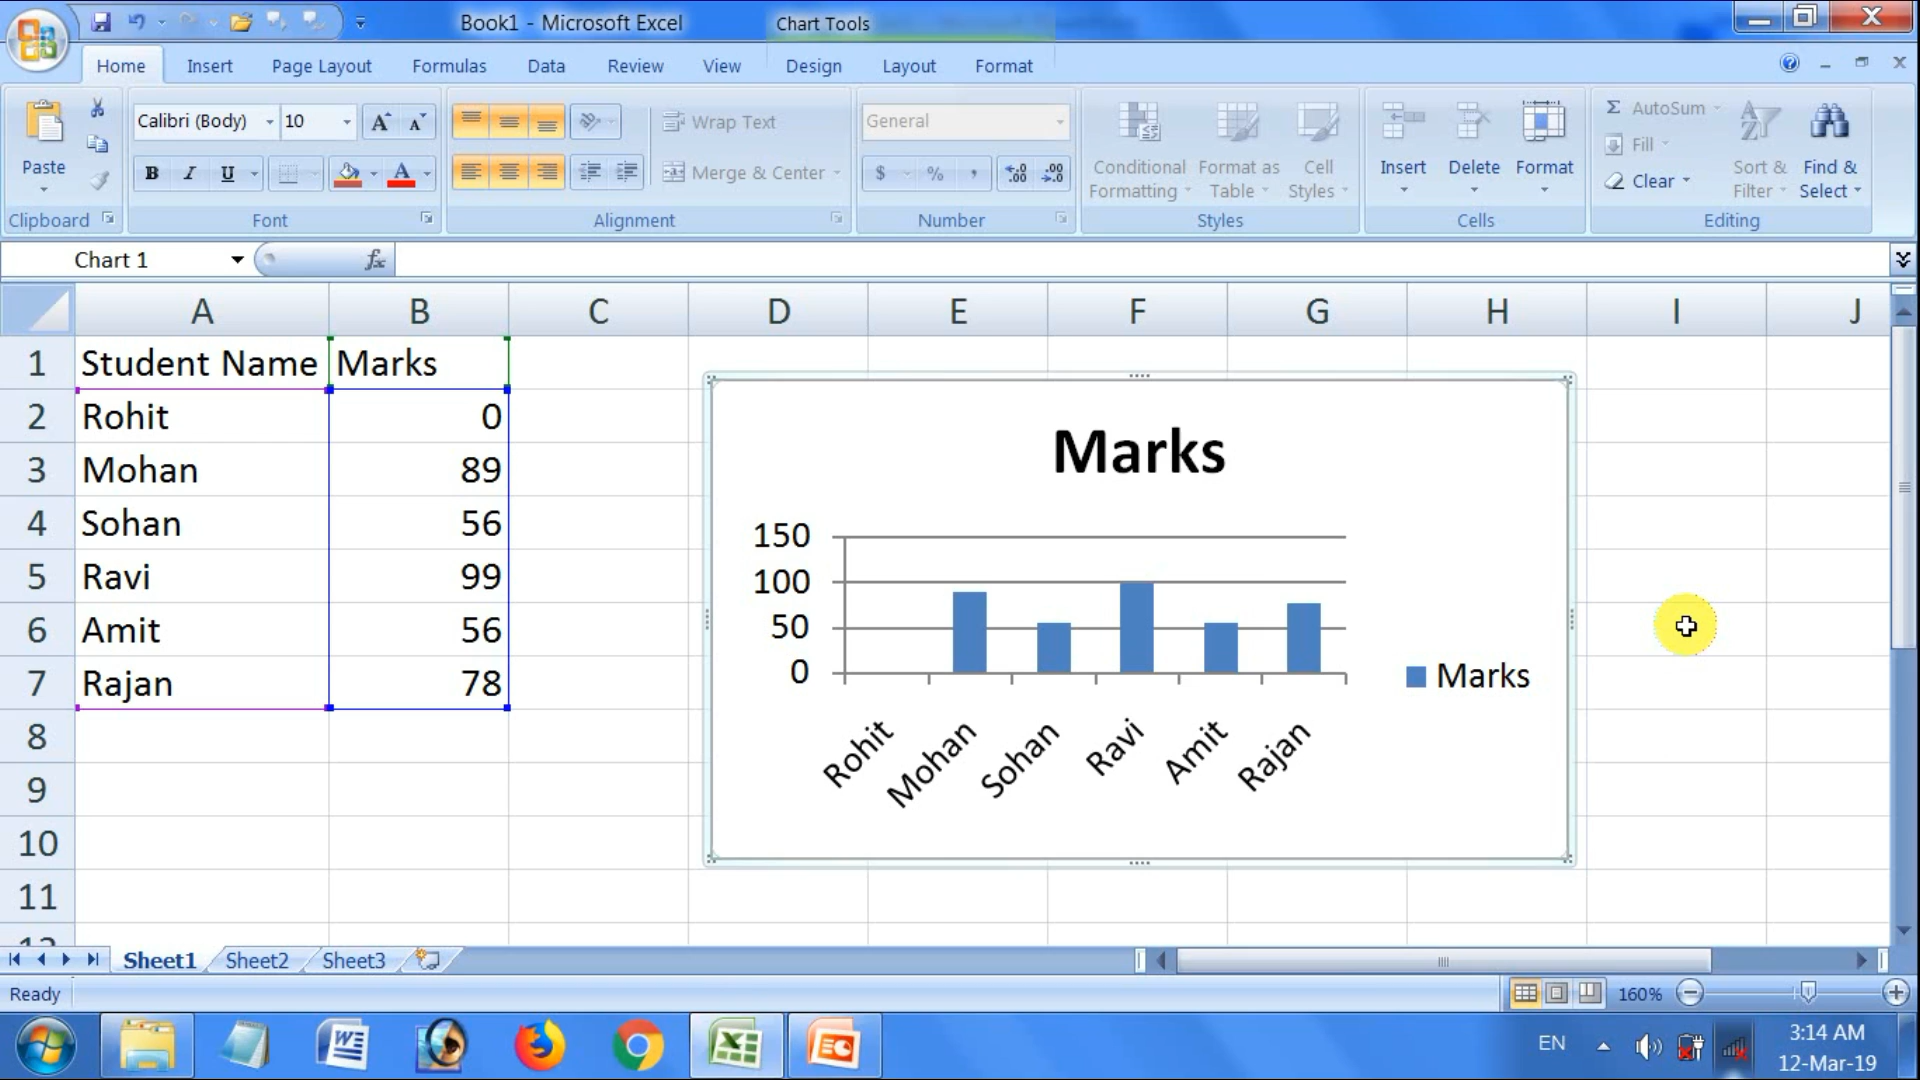 Book1 - Microsoft Excel
Chart Tools
Home Insert Page Layout Formulas Data Review View Design Layout Format
Calibri (Body) 10 A A Wrap Text General Σ AutoSum
Paste B I U A Merge & Center $ % , .00 Conditional Formatting Format as Table Cell Styles Insert Delete Format Fill Clear Sort & Filter Find & Select
Clipboard Font Alignment Number Styles Cells Editing
Chart 1 fx
A B C D E F G H I J
1 Student Name Marks
2 Rohit 0
3 Mohan 89
4 Sohan 56
5 Ravi 99
6 Amit 56
7 Rajan 78
8
9
10
11
12
Marks
150
100
50
0
Rohit Mohan Sohan Ravi Amit Rajan
Marks
Sheet1 Sheet2 Sheet3
Ready 160%
EN 3:14 AM
12-Mar-19